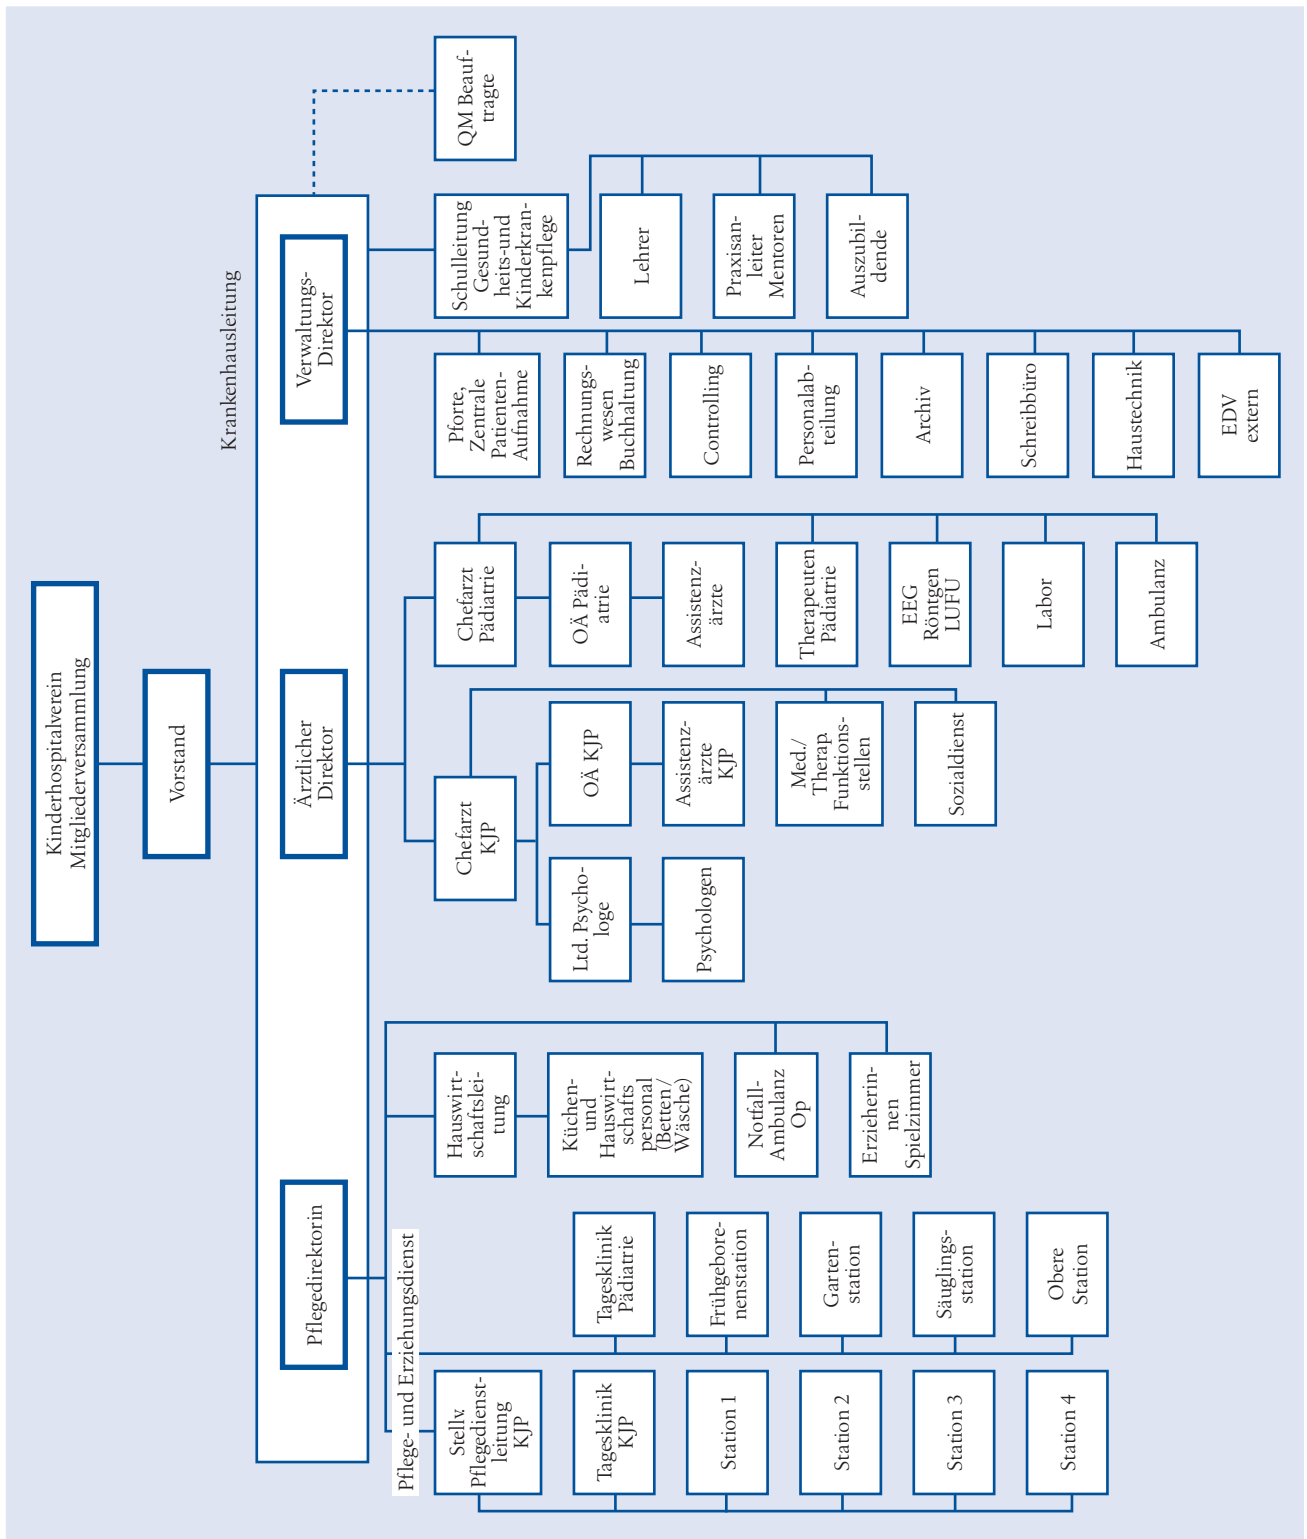 Kinderhospitalverein
Mitgliederversammlung
Vorstand
Krankenhausleitung
Pflegedirektorin
Ärztlicher
Direktor
Verwaltungs-
Direktor
QM Beauf-
tragte
Pflege- und Erziehungsdienst
Stellv.
Pflegedienst-
leitung
KJP
Tagesklinik
KJP
Station 1
Station 2
Station 3
Station 4
Tagesklinik
Pädiatrie
Frühgebore-
nenstation
Garten-
station
Säuglings-
station
Obere
Station
Hauswirt-
schaftslei-
tung
Küchen-
und
Hauswirt-
schafts
personal
(Betten/
Wäsche)
Notfall-
Ambulanz
Op
Erzieherin-
nen
Spielzimmer
Chefarzt
KJP
Ltd. Psycho-
loge
Psychologen
OÄ KJP
Assistenz-
ärzte
KJP
Med./
Therap.
Funktions-
stellen
Sozialdienst
Chefarzt
Pädiatrie
OÄ Pädi-
atrie
Assistenz-
ärzte
Therapeuten
Pädiatrie
EEG
Röntgen
LUFU
Labor
Ambulanz
Pforte,
Zentrale
Patienten-
Aufnahme
Rechnungs-
wesen
Buchhaltung
Controlling
Personalab-
teilung
Archiv
Schreibbüro
Haustechnik
EDV
extern
Schulleitung
Gesund-
heits-und
Kinderkran-
kenpflege
Lehrer
Praxisan-
leiter
Mentoren
Auszubil-
dende